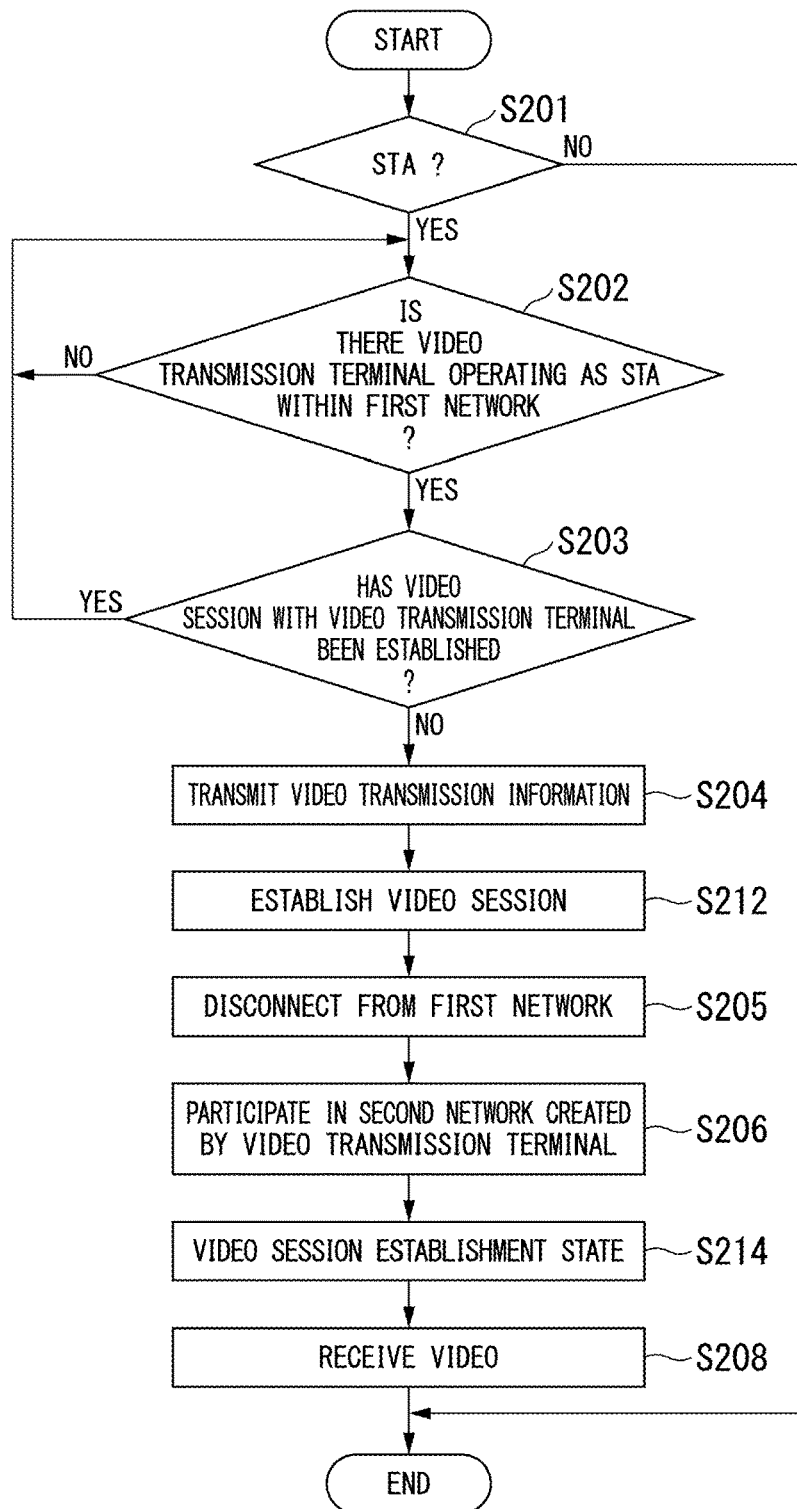 START
S201
STA ?
NO
YES
S202
IS
THERE VIDEO
TRANSMISSION TERMINAL OPERATING AS STA
WITHIN FIRST NETWORK
?
NO
YES
S203
HAS VIDEO
SESSION WITH VIDEO TRANSMISSION TERMINAL
BEEN ESTABLISHED
?
YES
NO
TRANSMIT VIDEO TRANSMISSION INFORMATION
S204
ESTABLISH VIDEO SESSION
S212
DISCONNECT FROM FIRST NETWORK
S205
PARTICIPATE IN SECOND NETWORK CREATED
BY VIDEO TRANSMISSION TERMINAL
S206
VIDEO SESSION ESTABLISHMENT STATE
S214
RECEIVE VIDEO
S208
END